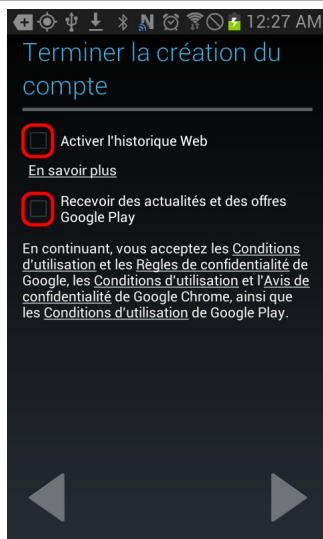 12:27 AM
Terminer la création du
compte
Activer l'historique Web
En savoir plus
Recevoir des actualités et des offres
Google Play
En continuant, vous acceptez les Conditions
d'utilisation et les Règles de confidentialité de
Google, les Conditions d'utilisation et l'Avis de
confidentialité de Google Chrome, ainsi que
les Conditions d'utilisation de Google Play.